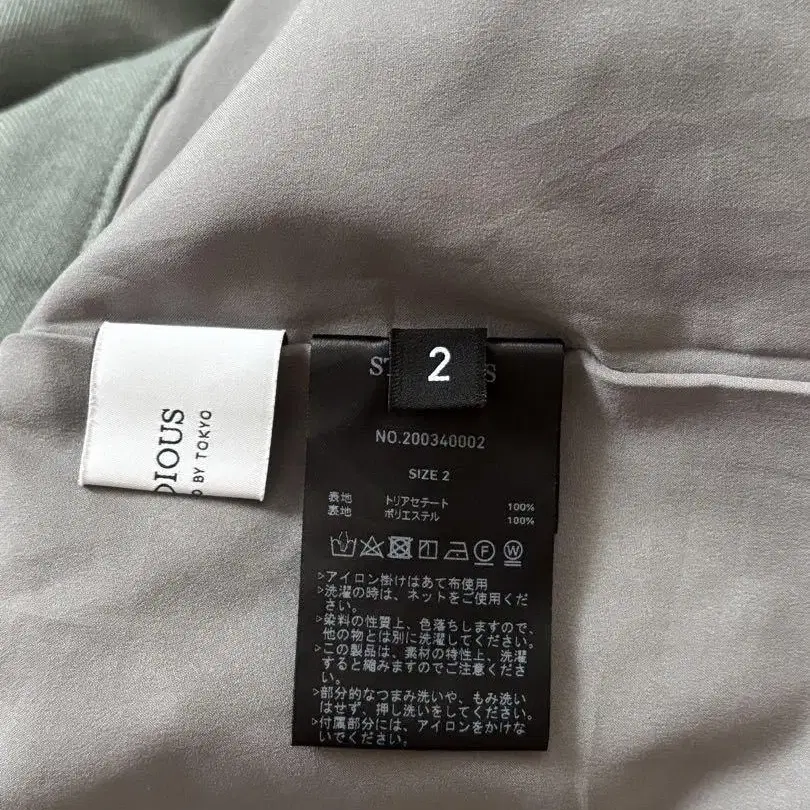 DIOUS
BY TOKYO
2
NO.200340002
SIZE 2
表地 トリアセテート 100%
裏地 ポリエステル 100%
>アイロン掛けはあて布使用
>洗濯の時は、ネットをご使用くだ
さい。
>染料の性質上、色落ちしますので、
他の物とは別に洗濯してください。
>この製品は、素材の特性上、洗濯
すると縮みますのでご注意くださ
い。
>部分的なつまみ洗いや、もみ洗い
はせず、押し洗いをしてください。
>付属部分には、アイロンをかけな
いでください。